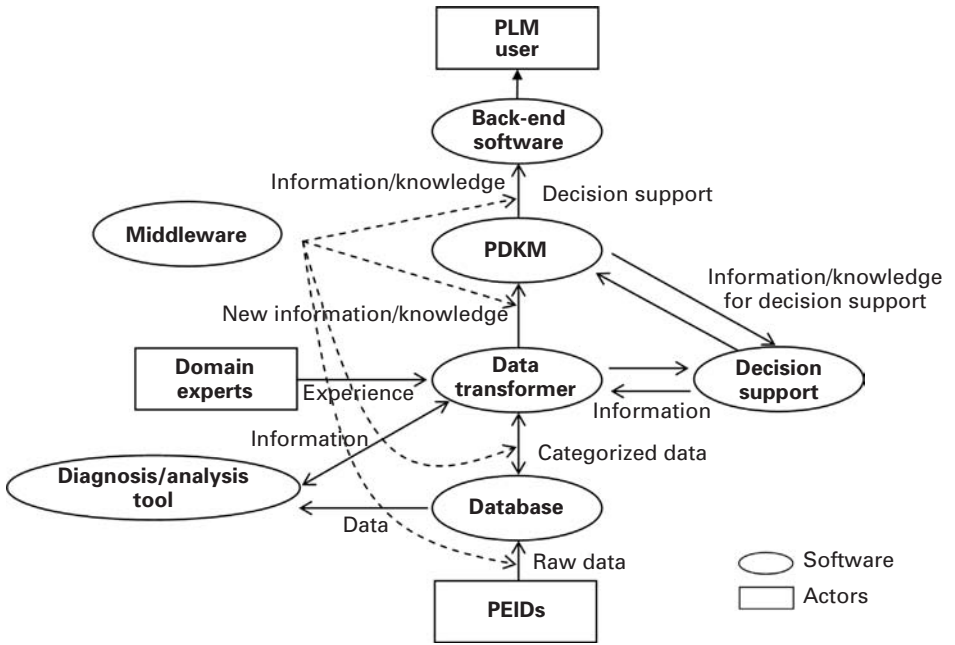 PLM
user
Back-end
software
Information/knowledge
Decision support
Middleware
PDKM
Information/knowledge
for decision support
New information/knowledge
Domain
experts
Experience
Data
transformer
Decision
support
Information
Information
Categorized data
Diagnosis/analysis
tool
Database
Data
Raw data
PEIDs
Software
Actors